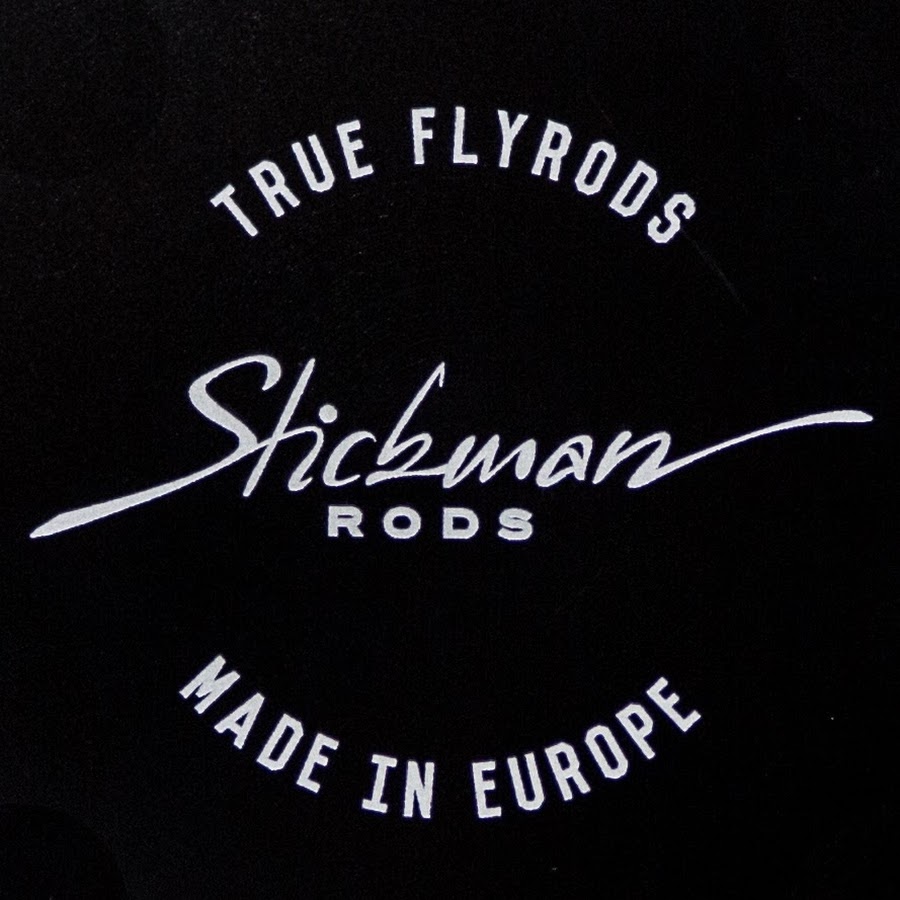 TRUE FLYRODS
Stickman
RODS
MADE IN EUROPE